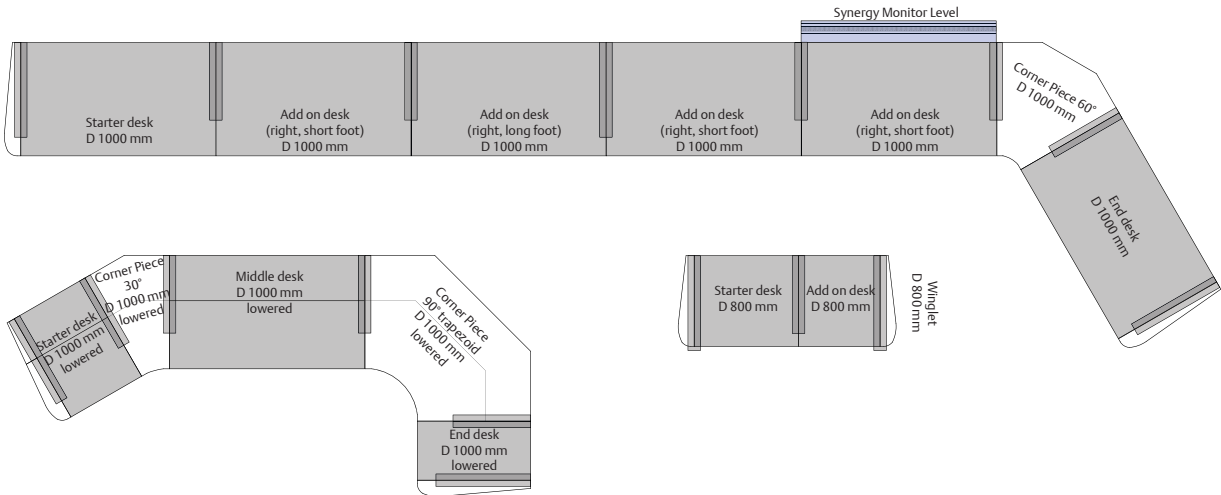 Synergy Monitor Level
Starter desk
D 1000 mm
Add on desk
(right, short foot)
D 1000 mm
Add on desk
(right, long foot)
D 1000 mm
Add on desk
(right, short foot)
D 1000 mm
Add on desk
(right, short foot)
D 1000 mm
Corner Piece 60°
D 1000 mm
End desk
D 1000 mm
Starter desk
D 1000 mm
lowered
Corner Piece
30°
D 1000 mm
lowered
Middle desk
D 1000 mm
lowered
Corner Piece
90° trapezoid
D 1000 mm
lowered
End desk
D 1000 mm
lowered
Starter desk
D 800 mm
Add on desk
D 800 mm
Winglet
D 800 mm